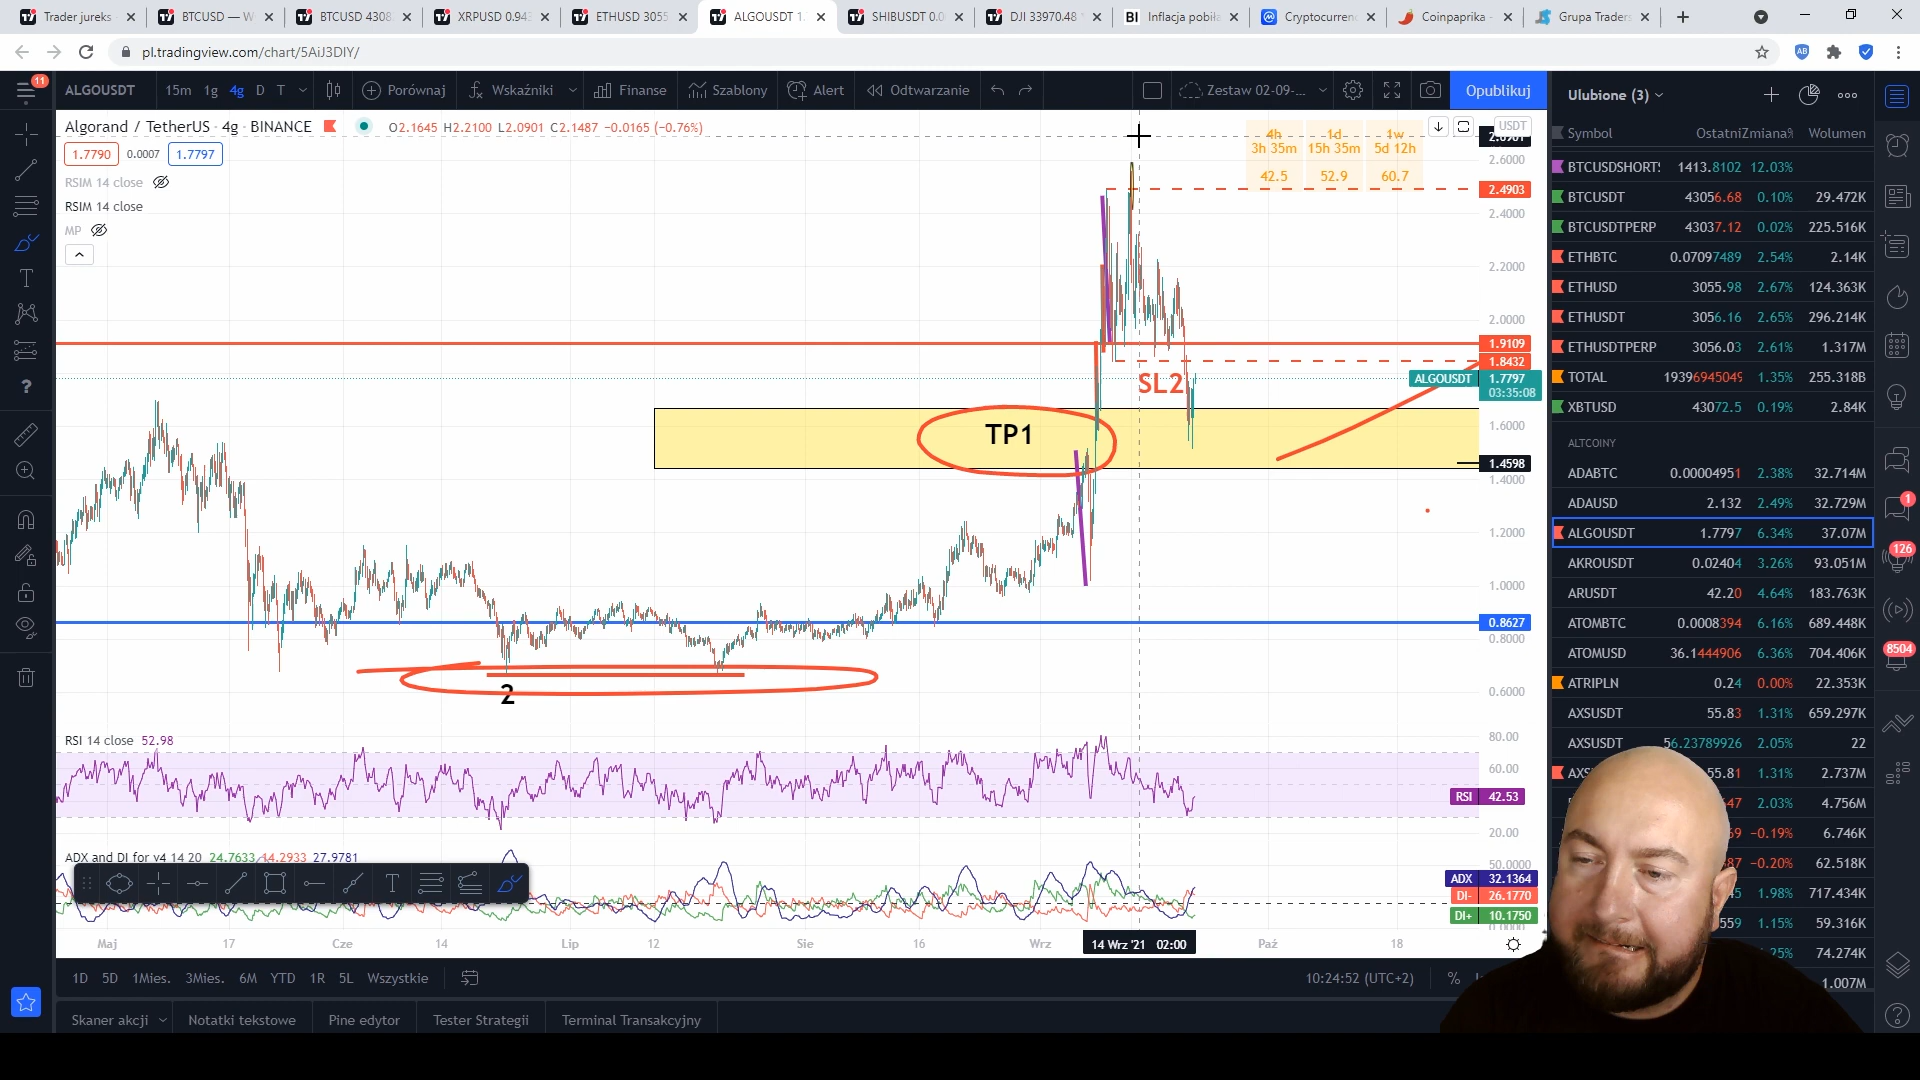 Trader jureks
BTCUSD — W
BTCUSD 4308
XRPUSD 0.94
ETHUSD 3055
ALGOUSDT 1.
SHIBUSDT 0.0
DJI 33970.48
Inflacja pobiła
Cryptocurrenc
Coinpaprika -
Grupa Traders
pl.tradingview.com/chart/5AiJ3DIY/
11
ALGOUSDT 15m 1g 4g D T Porównaj Wskaźniki Finanse Szablony Alert Odtwarzanie Zestaw 02-09-... Opublikuj
Algorand / TetherUS · 4g · BINANCE
O2.1645 H2.2100 L2.0901 C2.1487 −0.0165 (−0.76%)
1.7790 0.0007 1.7797
RSIM 14 close
RSIM 14 close
MP
4h 1d 1w
3h 35m 15h 35m 5d 12h
42.5 52.9 60.7
USDT
2.6000
2.4903
2.4000
2.2000
2.0000
1.9109
1.8432
ALGOUSDT 1.7797
03:35:08
1.6000
1.4598
1.4000
1.2000
1.0000
0.8627
0.8000
0.6000
SL2
TP1
2
RSI 14 close 52.98
80.00
60.00
RSI 42.53
20.00
ADX and DI for v4 14 20 24.7633 14.2933 27.9781
50.0000
ADX 32.1364
DI- 26.1770
DI+ 10.1750
Maj 17 Cze 14 Lip 12 Sie 16 Wrz 14 Wrz '21 02:00 Paź 18
1D 5D 1Mies. 3Mies. 6M YTD 1R 5L Wszystkie
10:24:52 (UTC+2) %
Skaner akcji Notatki tekstowe Pine edytor Tester Strategii Terminal Transakcyjny
Ulubione (3)
Symbol Ostatni Zmiana% Wolumen
BTCUSDSHORTS 1413.8102 12.03%
BTCUSDT 43056.68 0.10% 29.472K
BTCUSDTPERP 43037.12 0.02% 225.516K
ETHBTC 0.07097489 2.54% 2.14K
ETHUSD 3055.98 2.67% 124.363K
ETHUSDT 3056.16 2.65% 296.214K
ETHUSDTPERP 3056.03 2.61% 1.317M
TOTAL 19396945049 1.35% 255.318B
XBTUSD 43072.5 0.19% 2.84K
ALTCOINY
ADABTC 0.00004951 2.38% 32.714M
ADAUSD 2.132 2.49% 32.729M
ALGOUSDT 1.7797 6.34% 37.07M
AKROUSDT 0.02404 3.26% 93.051M
ARUSDT 42.20 4.64% 183.763K
ATOMBTC 0.0008394 6.16% 689.448K
ATOMUSD 36.1444906 6.36% 704.406K
ATRIPLN 0.24 0.00% 22.353K
AXSUSDT 55.83 1.31% 659.297K
AXSUSDT 56.23789926 2.05% 22
AXS 55.81 1.31% 2.737M
47 2.03% 4.756M
69 −0.19% 6.746K
87 −0.20% 62.518K
45 1.98% 717.434K
559 1.15% 59.316K
.25% 74.274K
1.007M
1
126
8504